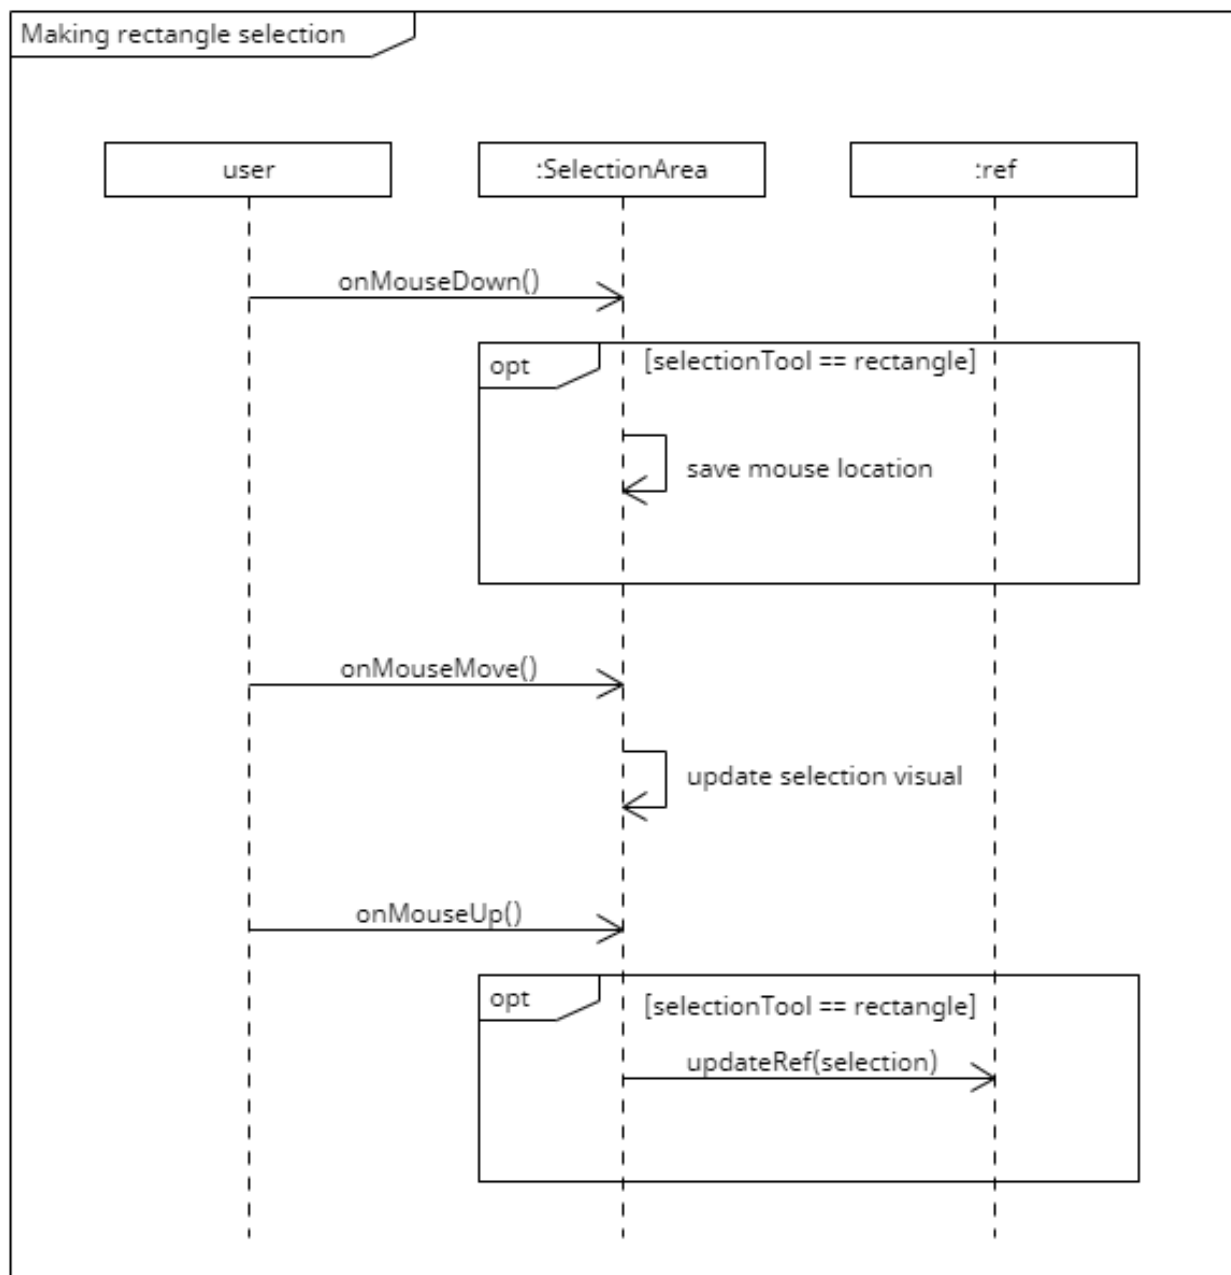 Making rectangle selection
user
:SelectionArea
:ref
onMouseDown()
opt
[selectionTool == rectangle]
save mouse location
onMouseMove()
update selection visual
onMouseUp()
opt
[selectionTool == rectangle]
updateRef(selection)